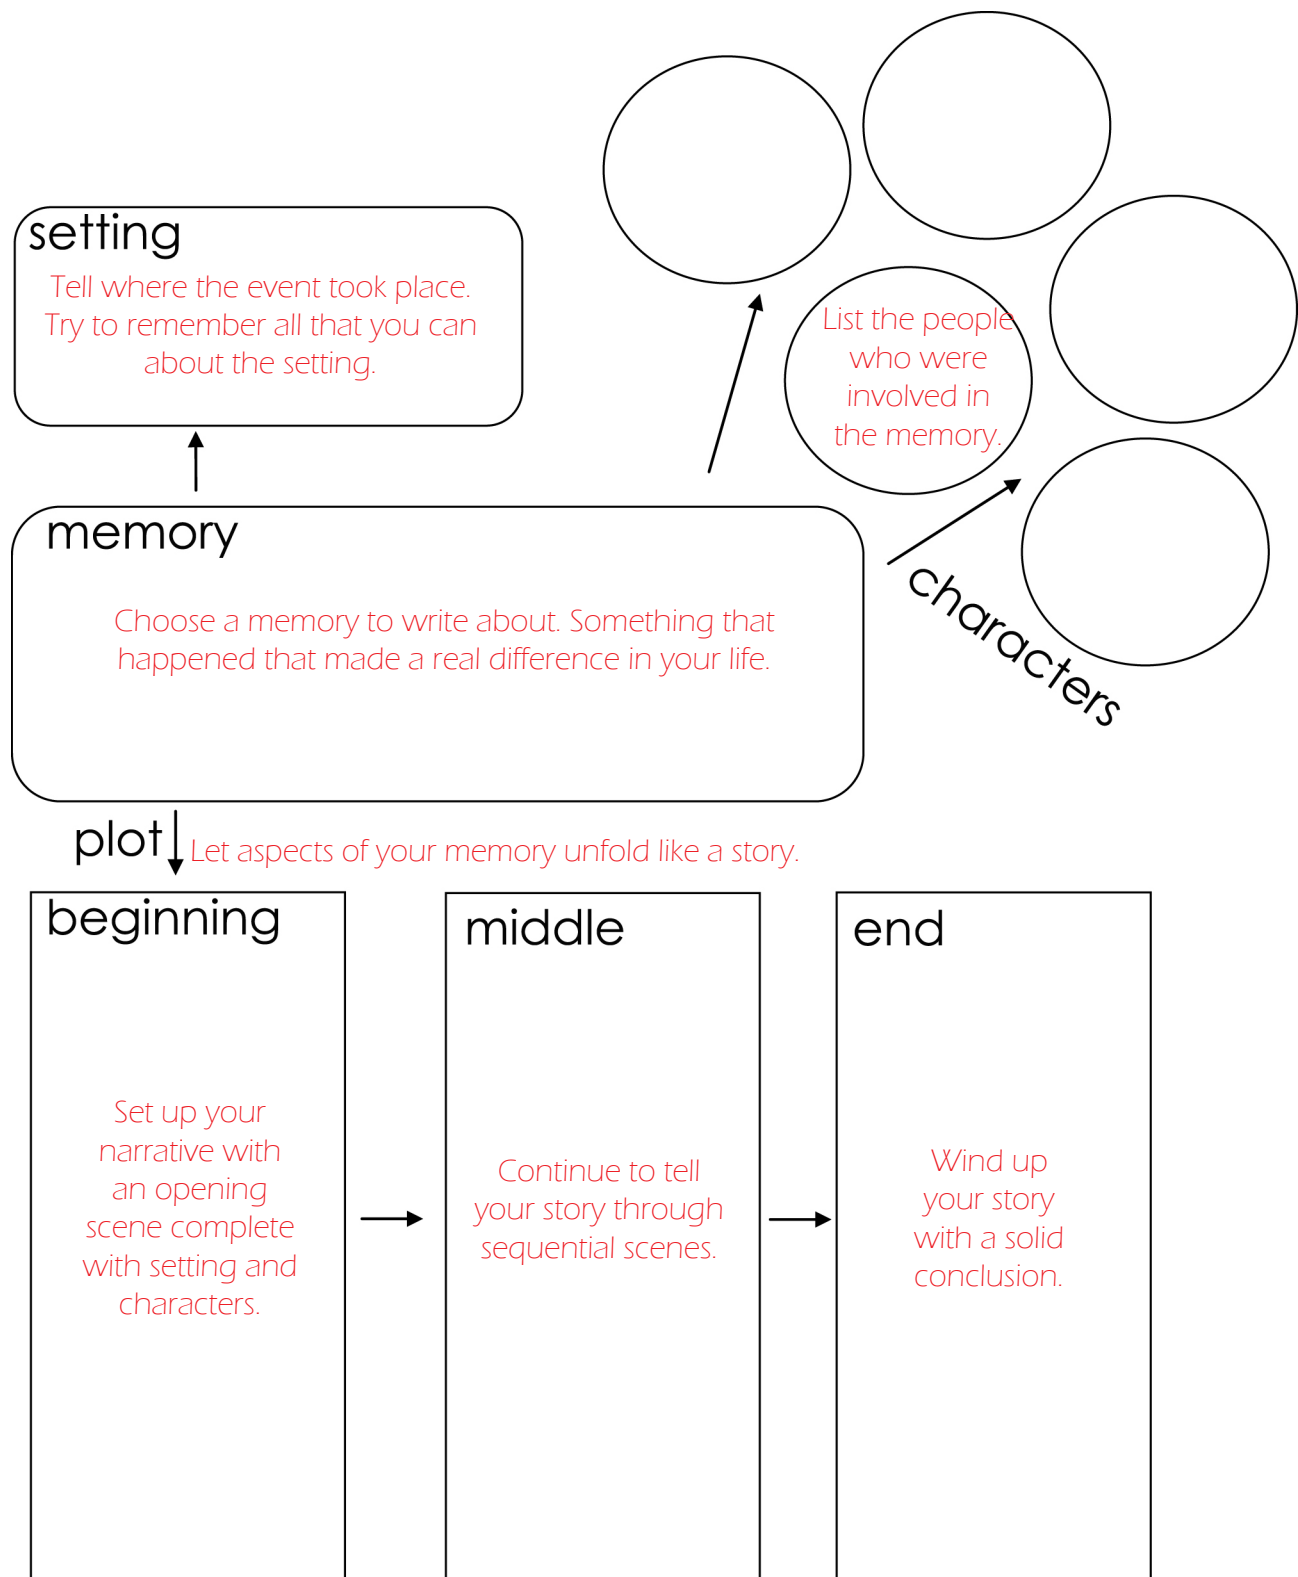 setting
Tell where the event took place.
Try to remember all that you can
about the setting.
List the people
who were
involved in
the memory.
characters
memory
Choose a memory to write about. Something that
happened that made a real difference in your life.
plot
Let aspects of your memory unfold like a story.
beginning
Set up your
narrative with
an opening
scene complete
with setting and
characters.
middle
Continue to tell
your story through
sequential scenes.
end
Wind up
your story
with a solid
conclusion.